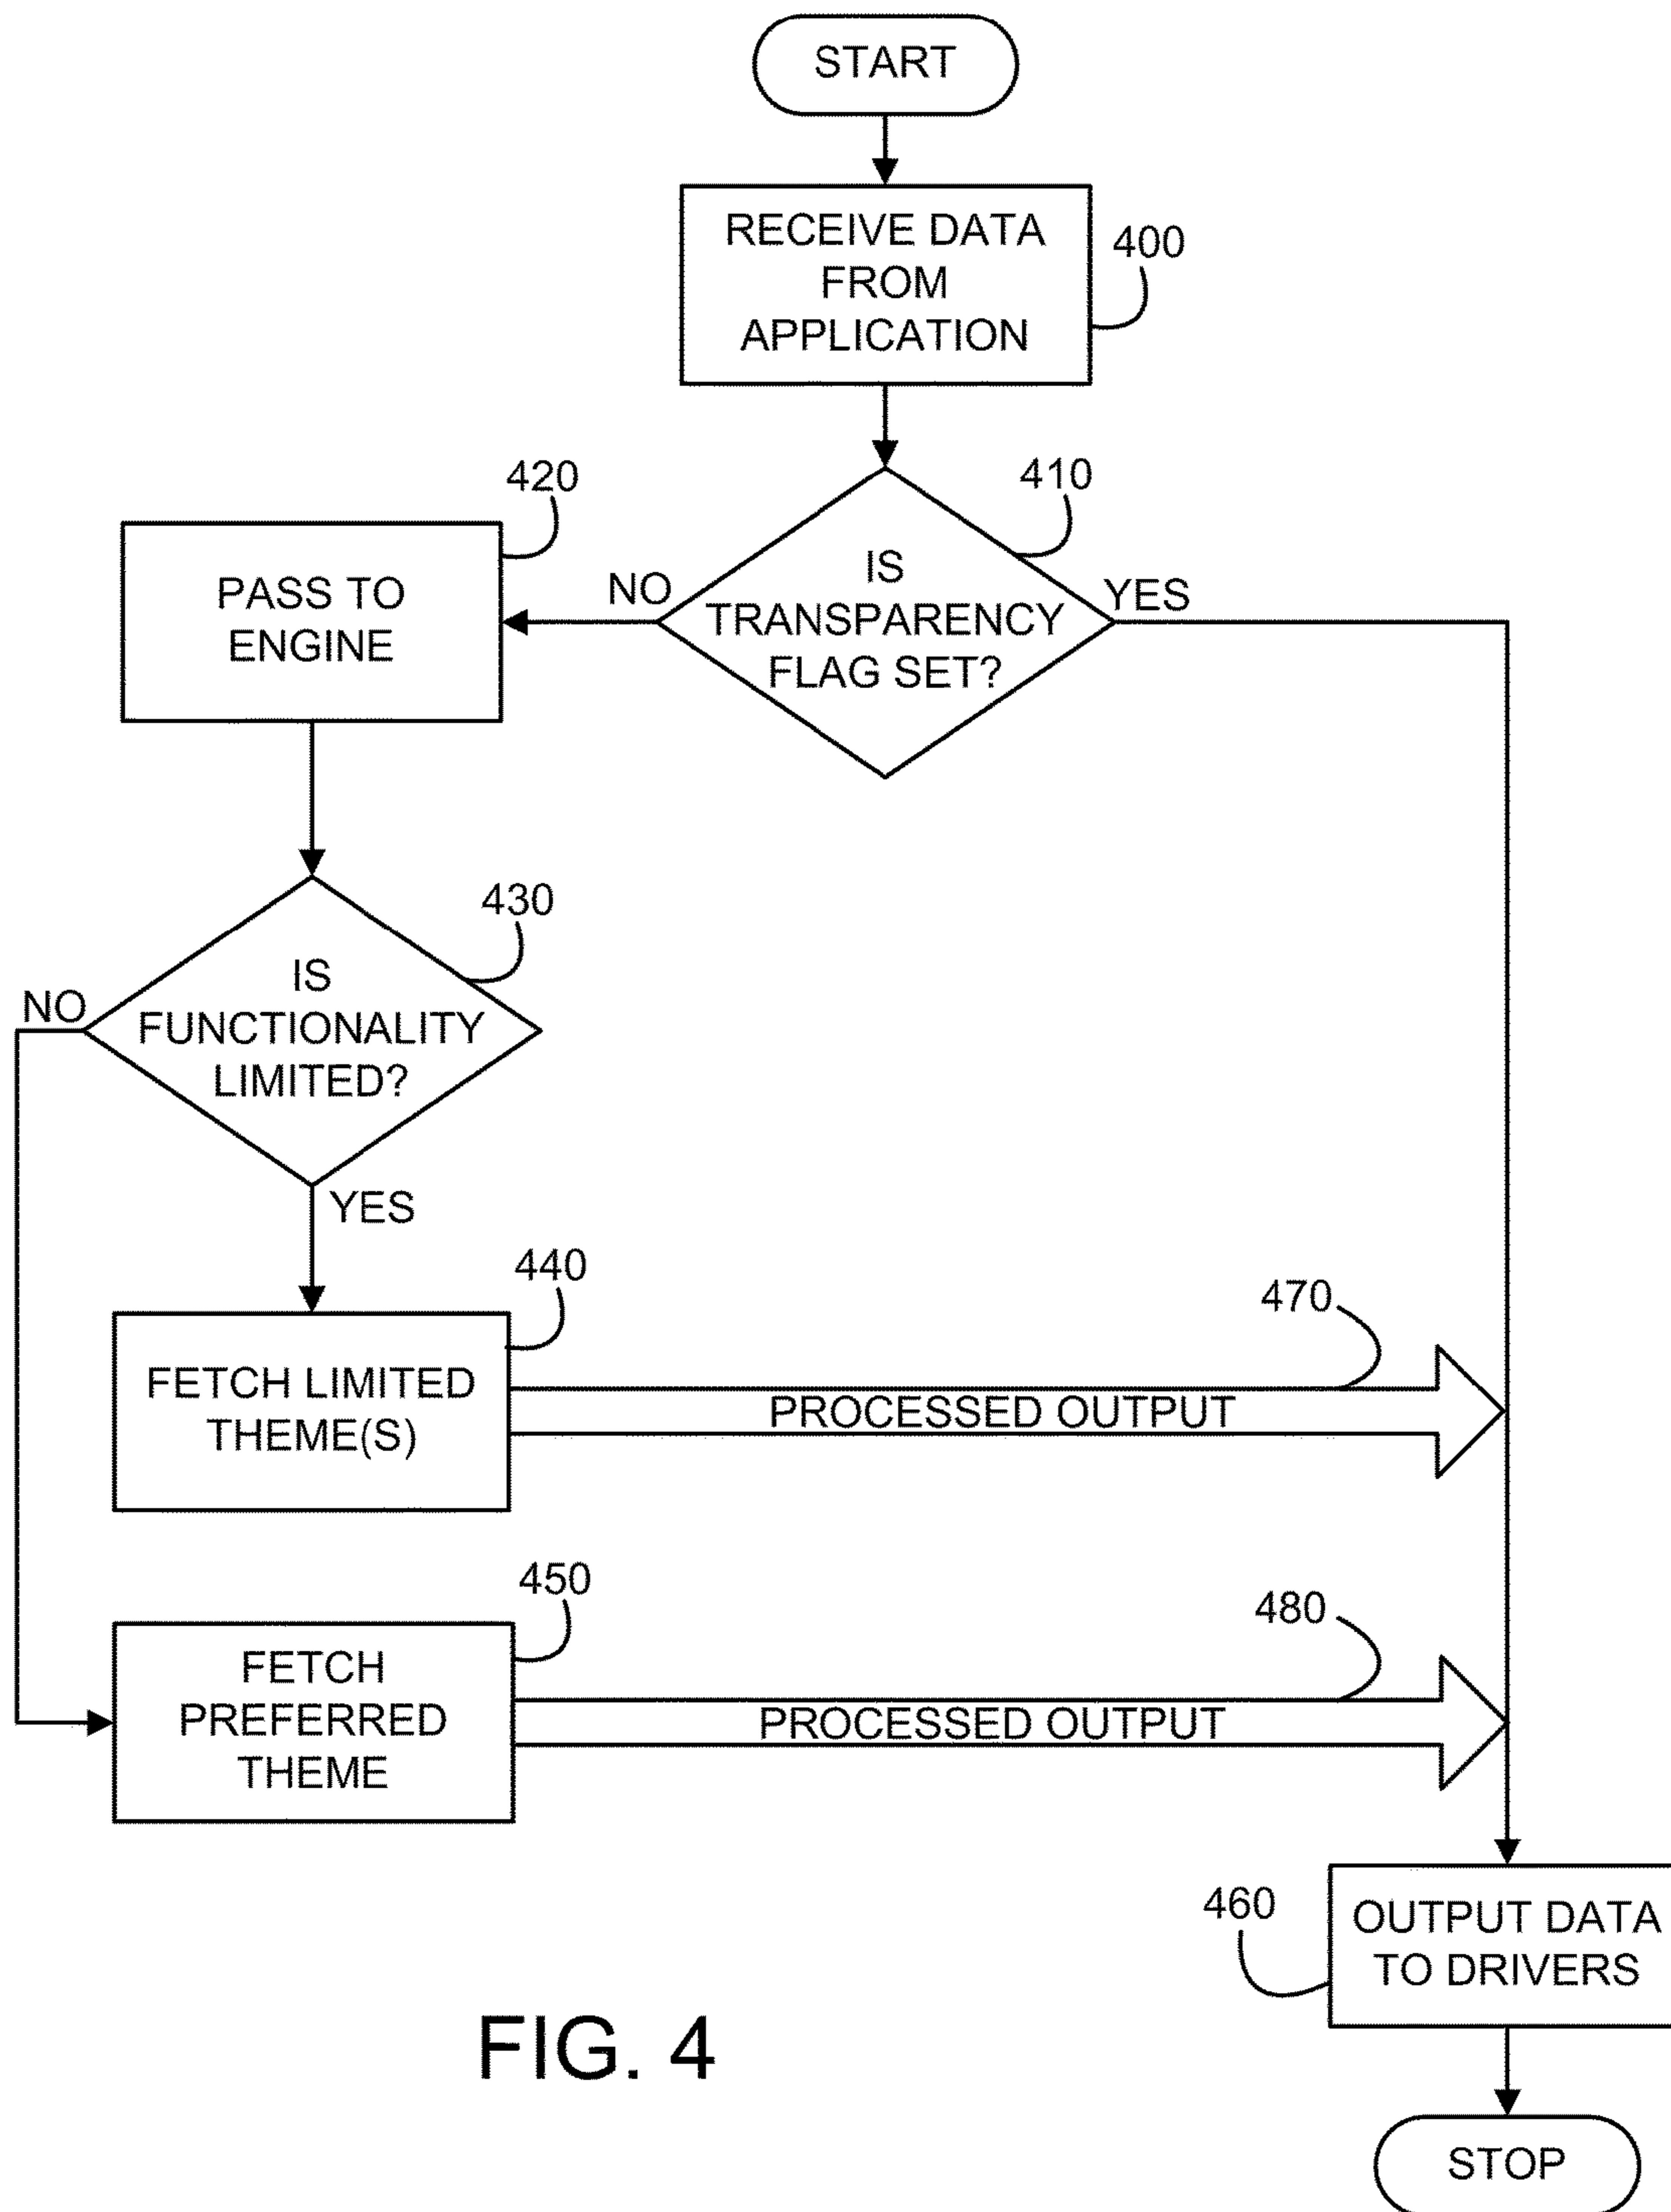 START
RECEIVE DATA
FROM
APPLICATION
400
410
IS
TRANSPARENCY
FLAG SET?
NO
YES
420
PASS TO
ENGINE
430
IS
FUNCTIONALITY
LIMITED?
NO
YES
440
FETCH LIMITED
THEME(S)
470
PROCESSED OUTPUT
450
FETCH
PREFERRED
THEME
480
PROCESSED OUTPUT
460
OUTPUT DATA
TO DRIVERS
STOP
FIG. 4